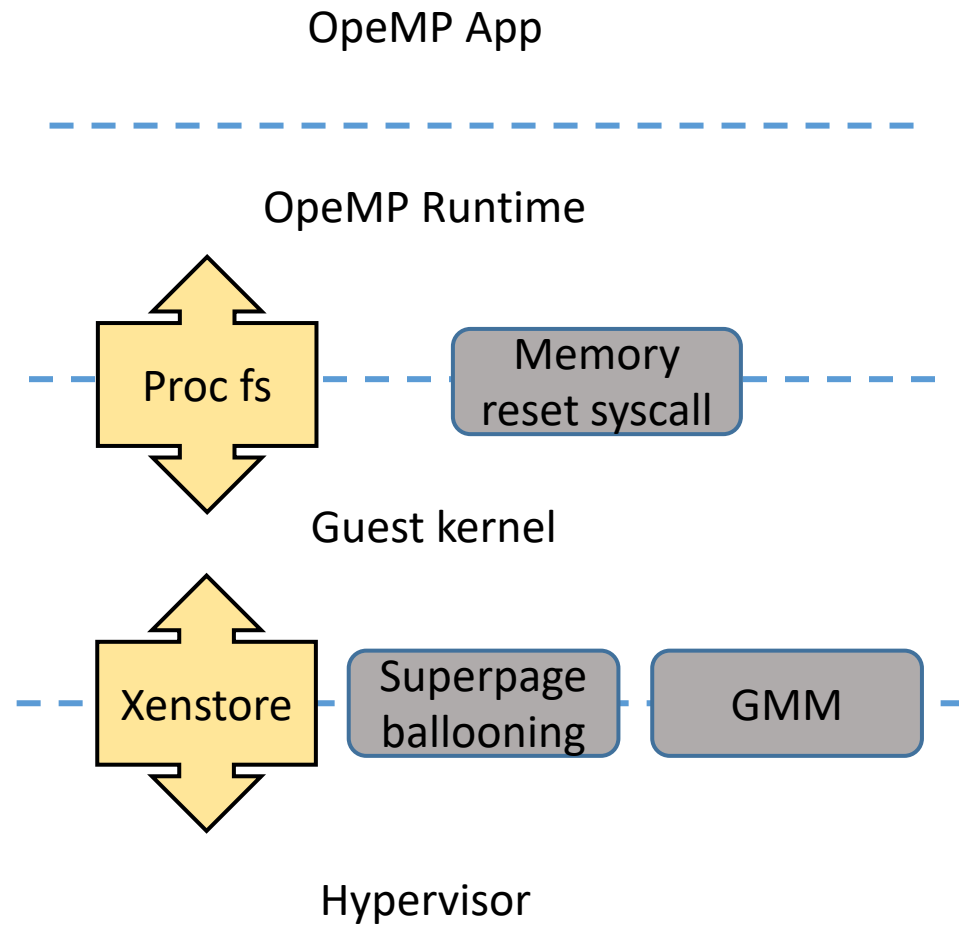 OpeMP App
OpeMP Runtime
Proc fs
Memory
reset syscall
Guest kernel
Xenstore
Superpage
ballooning
GMM
Hypervisor